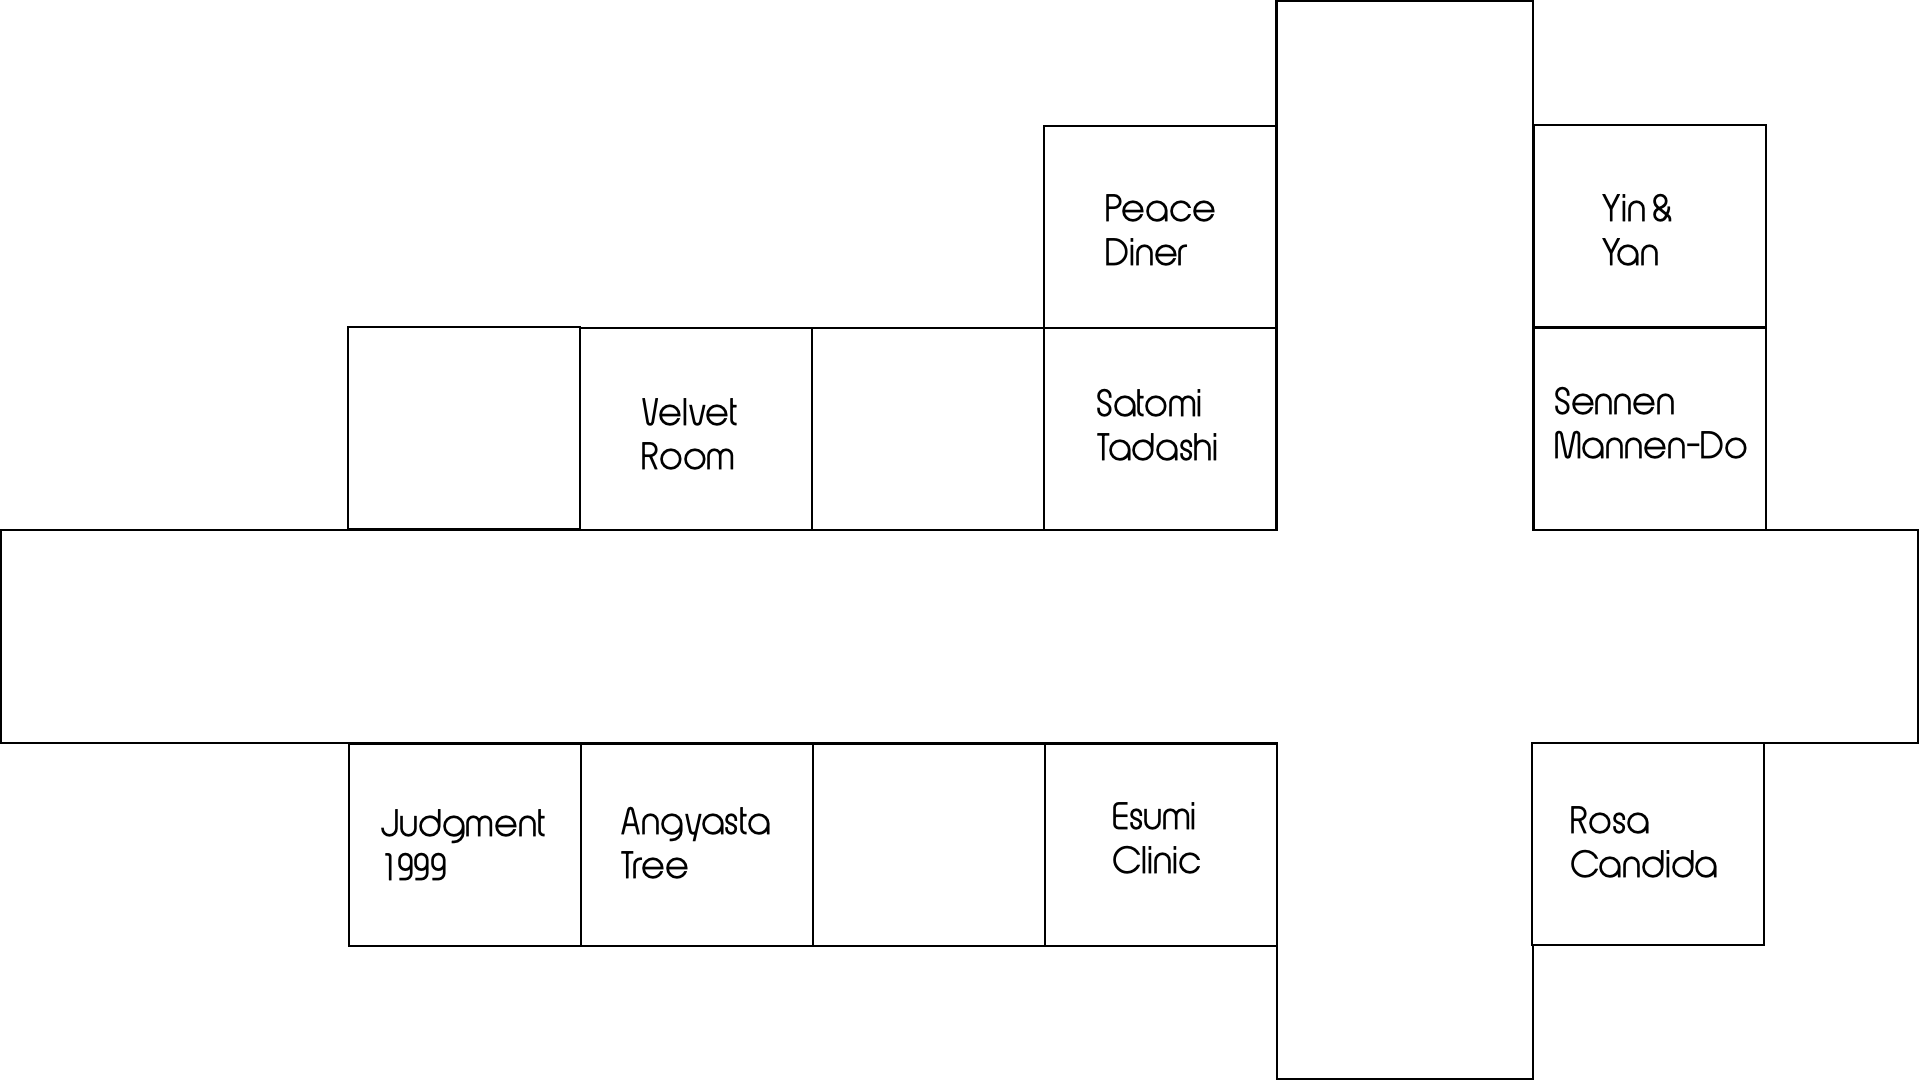 Peace
Diner
Yin &
Yan
Velvet
Room
Satomi
Tadashi
Sennen
Mannen-Do
Judgment
1999
Angyasta
Tree
Esumi
Clinic
Rosa
Candida